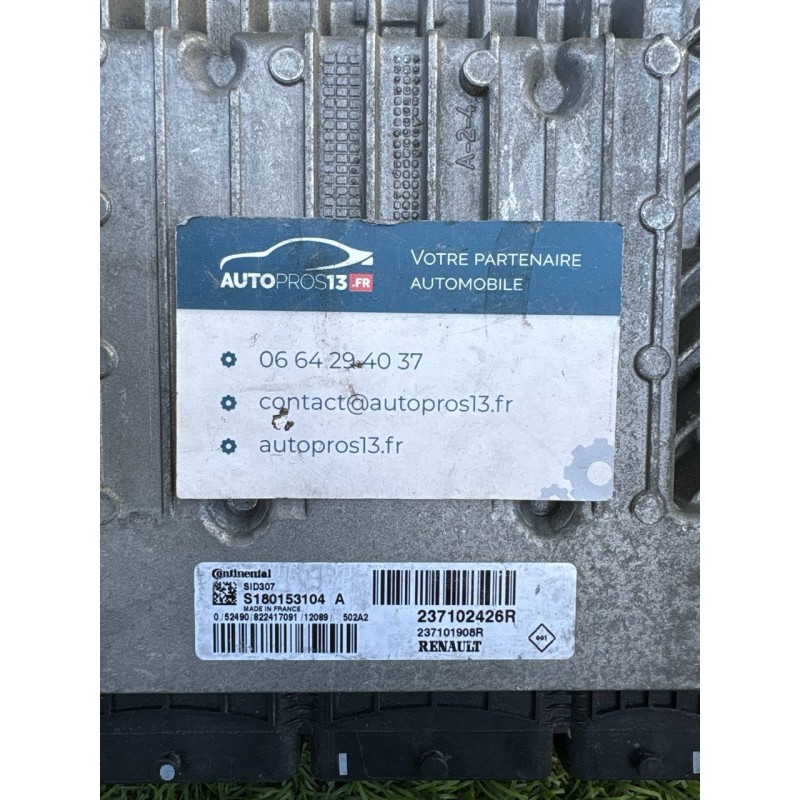 A-2-4
AUTOPROS13.FR
VOTRE PARTENAIRE
AUTOMOBILE
06 64 29 40 37
contact@autopros13.fr
autopros13.fr
Continental
SID307
S180153104 A
MADE IN FRANCE
0/52490/822417091/12089/ 502A2
237102426R
237101908R
RENAULT
001